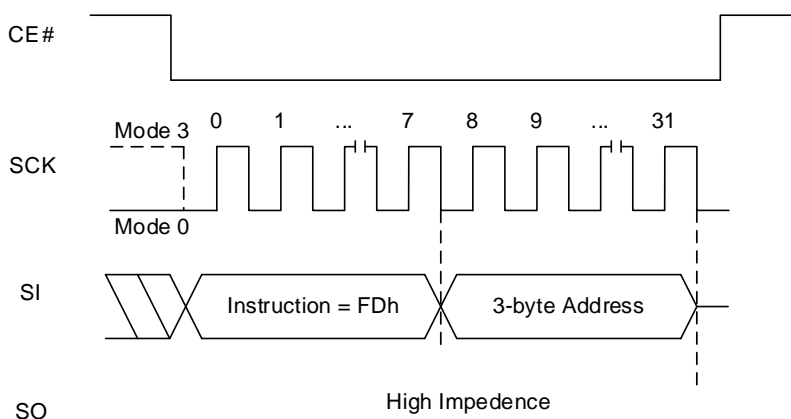 CE#
0 1 ... 7 8 9 ... 31
Mode 3
SCK
Mode 0
SI
Instruction = FDh
3-byte Address
High Impedence
SO